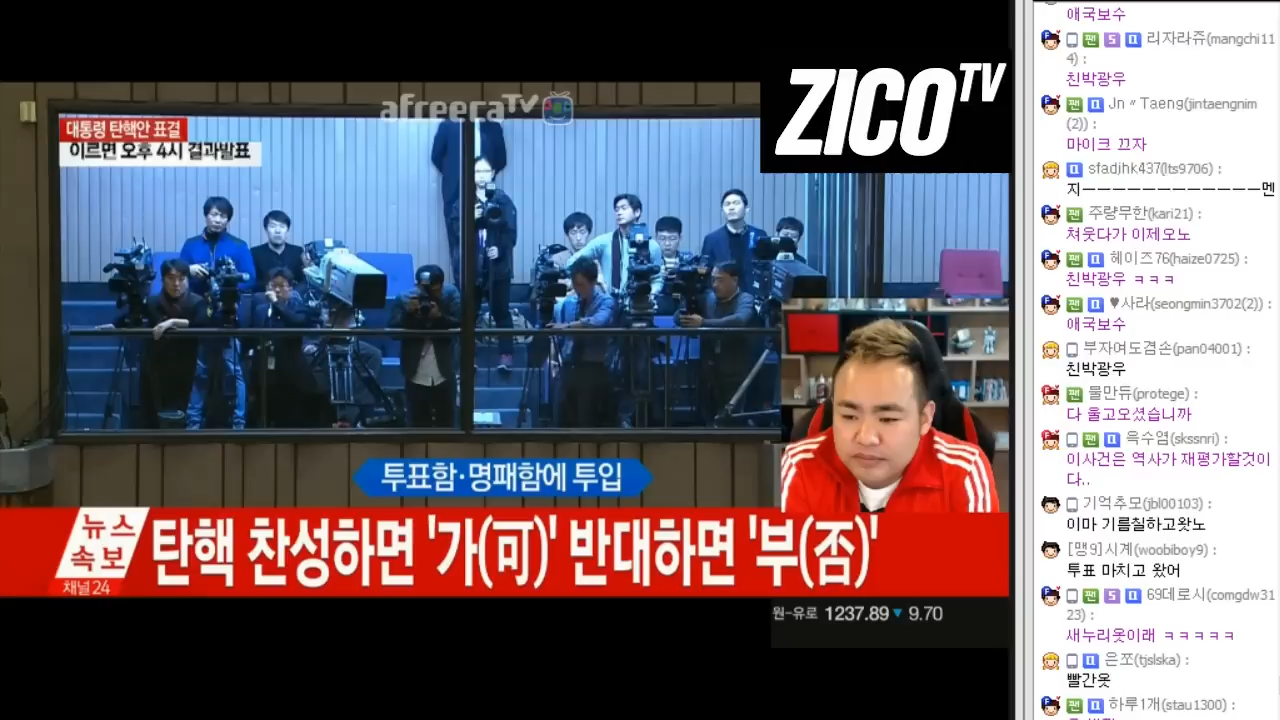 afreecaTV
ZICO TV
대통령 탄핵안 표결
이르면 오후 4시 결과발표
투표함·명패함에 투입
뉴스
속보
탄핵 찬성하면 '가(可)' 반대하면 '부(否)'
채널24
원-유로 1237.89 ▼ 9.70
애국보수
리자라쥬(mangchi11
4) :
친박광우
Jn〃Taeng(jintaengnim
(2)) :
마이크 끄자
sfadjhk437(lts9706) :
지ㅡㅡㅡㅡㅡㅡㅡㅡㅡㅡㅡㅡ멘
주량무한(kari21) :
쳐웃다가 이제오노
헤이즈76(haize0725) :
친박광우 ㅋㅋㅋ
♥사라(seongmin3702(2)) :
애국보수
부자여도겸손(pan04001) :
친박광우
물만듀(protege) :
다 울고오셨습니까
옥수엽(skssnri) :
이사건은 역사가 재평가할것이
다..
기억추모(jbl00103) :
이마 기름칠하고왓노
[맹9]시계(woobiboy9) :
투표 마치고 왔어
69데로시(comgdw31
23) :
새누리옷이래 ㅋㅋㅋㅋㅋ
은쪼(tjslska) :
빨간옷
하루1개(stau1300) :